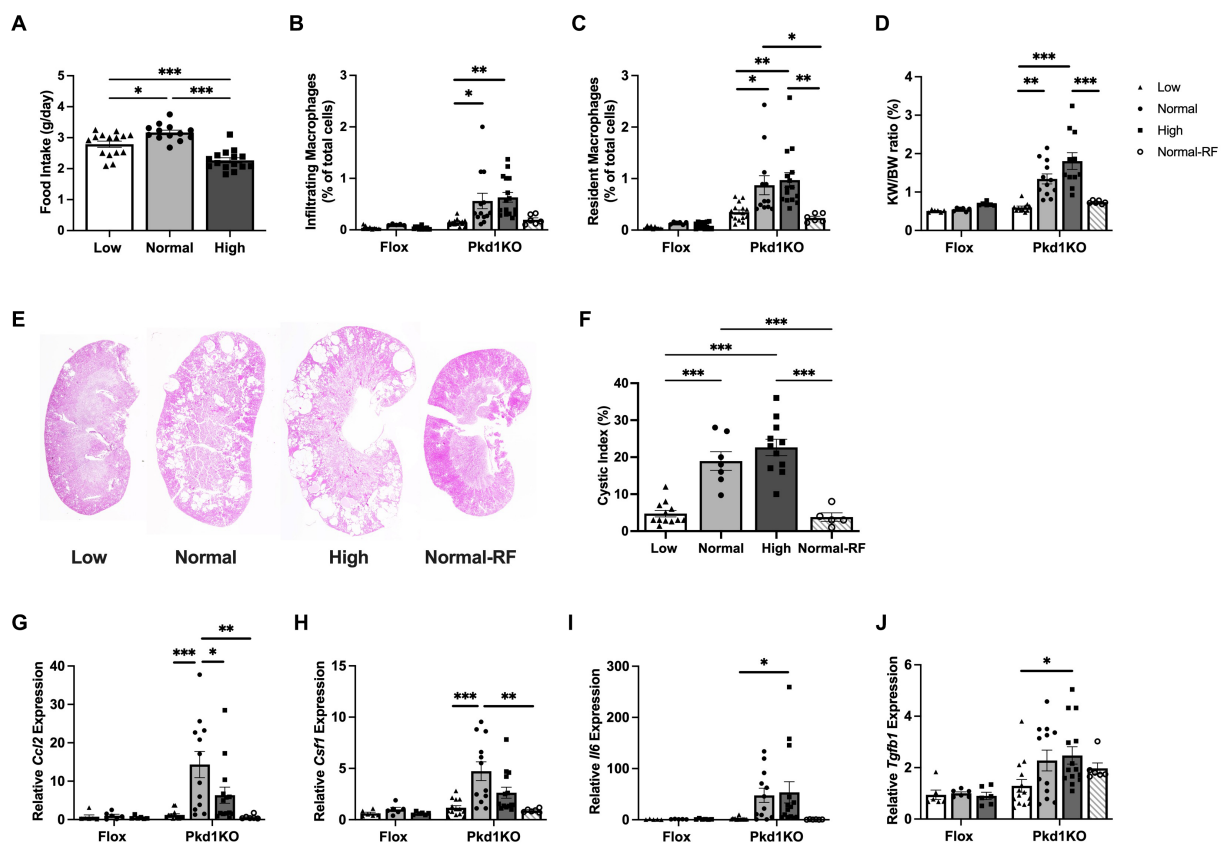 A
Food Intake (g/day)
5
4
3
2
1
0
***
*
***
Low Normal High
B
Infiltrating Macrophages
(% of total cells)
3
2
1
0
**
*
Flox Pkd1KO
C
Resident Macrophages
(% of total cells)
3
2
1
0
*
**
*
**
Flox Pkd1KO
D
KW/BW ratio (%)
4
3
2
1
0
***
**
***
Flox Pkd1KO
Low
Normal
High
Normal-RF
E
Low Normal High Normal-RF
F
Cystic Index (%)
40
30
20
10
0
***
***
***
***
Low Normal High Normal-RF
G
Relative Ccl2 Expression
40
30
20
10
0
**
***
*
Flox Pkd1KO
H
Relative Csf1 Expression
15
10
5
0
***
**
Flox Pkd1KO
I
Relative Il6 Expression
300
200
100
0
*
Flox Pkd1KO
J
Relative Tgfb1 Expression
6
4
2
0
*
Flox Pkd1KO